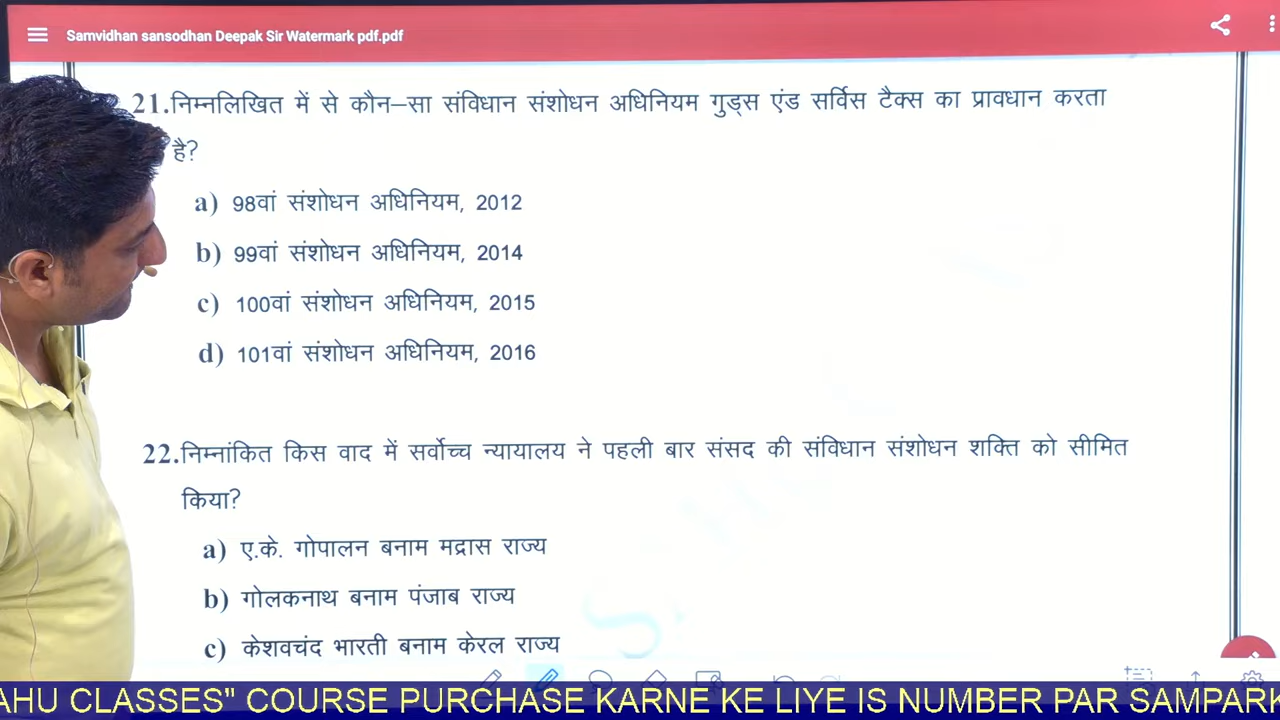 Samvidhan sansodhan Deepak Sir Watermark pdf.pdf
21.निम्नलिखित में से कौन–सा संविधान संशोधन अधिनियम गुड्स एंड सर्विस टैक्स का प्रावधान करता
है?
a) 98वां संशोधन अधिनियम, 2012
b) 99वां संशोधन अधिनियम, 2014
c) 100वां संशोधन अधिनियम, 2015
d) 101वां संशोधन अधिनियम, 2016
22.निम्नांकित किस वाद में सर्वोच्च न्यायालय ने पहली बार संसद की संविधान संशोधन शक्ति को सीमित
किया?
a) ए.के. गोपालन बनाम मद्रास राज्य
b) गोलकनाथ बनाम पंजाब राज्य
c) केशवचंद भारती बनाम केरल राज्य
AHU CLASSES" COURSE PURCHASE KARNE KE LIYE IS NUMBER PAR SAMPARK